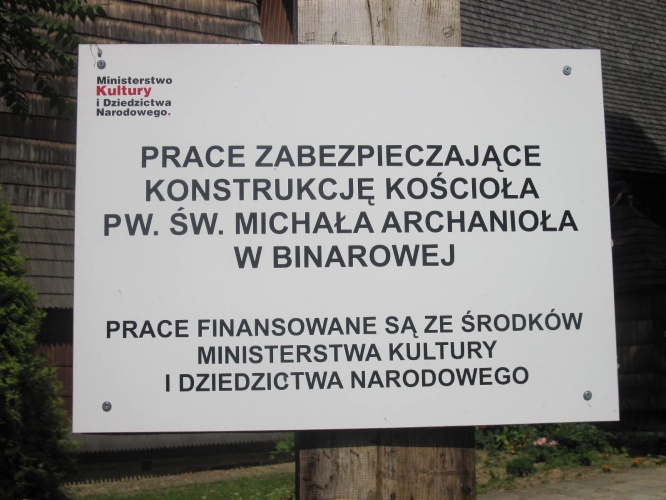 Ministerstwo
Kultury
i Dziedzictwa
Narodowego.
PRACE ZABEZPIECZAJĄCE
KONSTRUKCJĘ KOŚCIOŁA
PW. ŚW. MICHAŁA ARCHANIOŁA
W BINAROWEJ
PRACE FINANSOWANE SĄ ZE ŚRODKÓW
MINISTERSTWA KULTURY
I DZIEDZICTWA NARODOWEGO